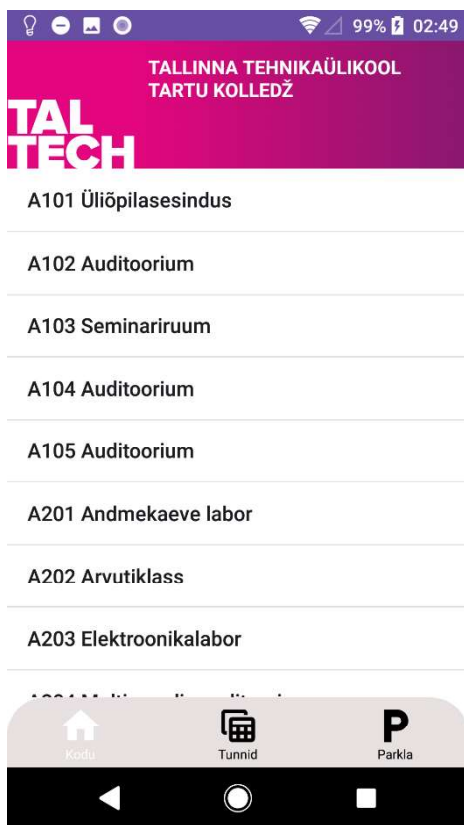 99% 02:49
TALLINNA TEHNIKAÜLIKOOL
TARTU KOLLEDŽ
TAL
TECH
A101 Üliõpilasesindus
A102 Auditoorium
A103 Seminariruum
A104 Auditoorium
A105 Auditoorium
A201 Andmekaeve labor
A202 Arvutiklass
A203 Elektroonikalabor
Kodu
Tunnid
P
Parkla